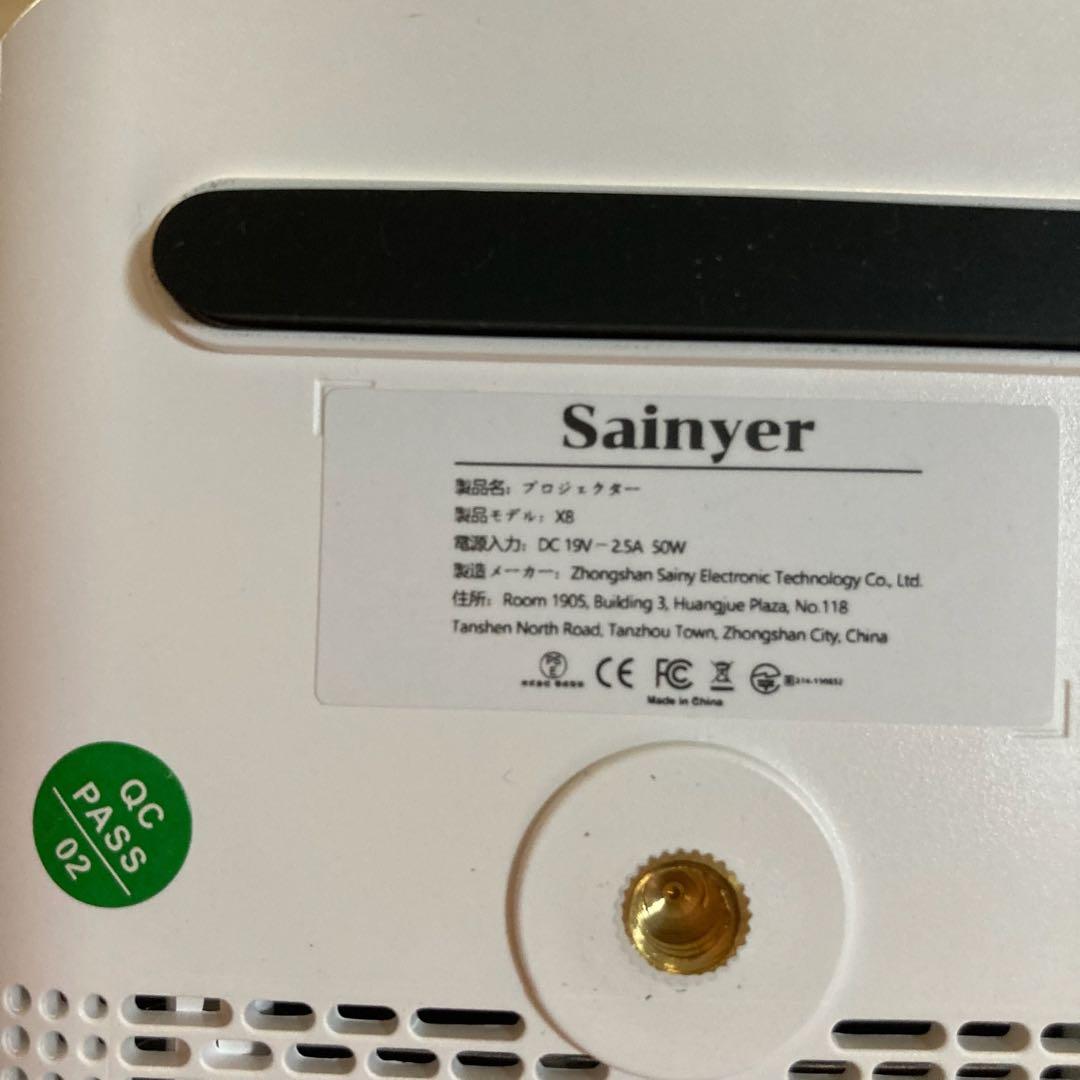 Sainyer
製品名：プロジェクター
製品モデル：X8
電源入力：DC 19V－2.5A 50W
製造メーカー：Zhongshan Sainy Electronic Technology Co., Ltd.
住所：Room 1905, Building 3, Huangjue Plaza, No.118
Tanshen North Road, Tanzhou Town, Zhongshan City, China
PS E CE FC
Made in China
QC
PASS
02